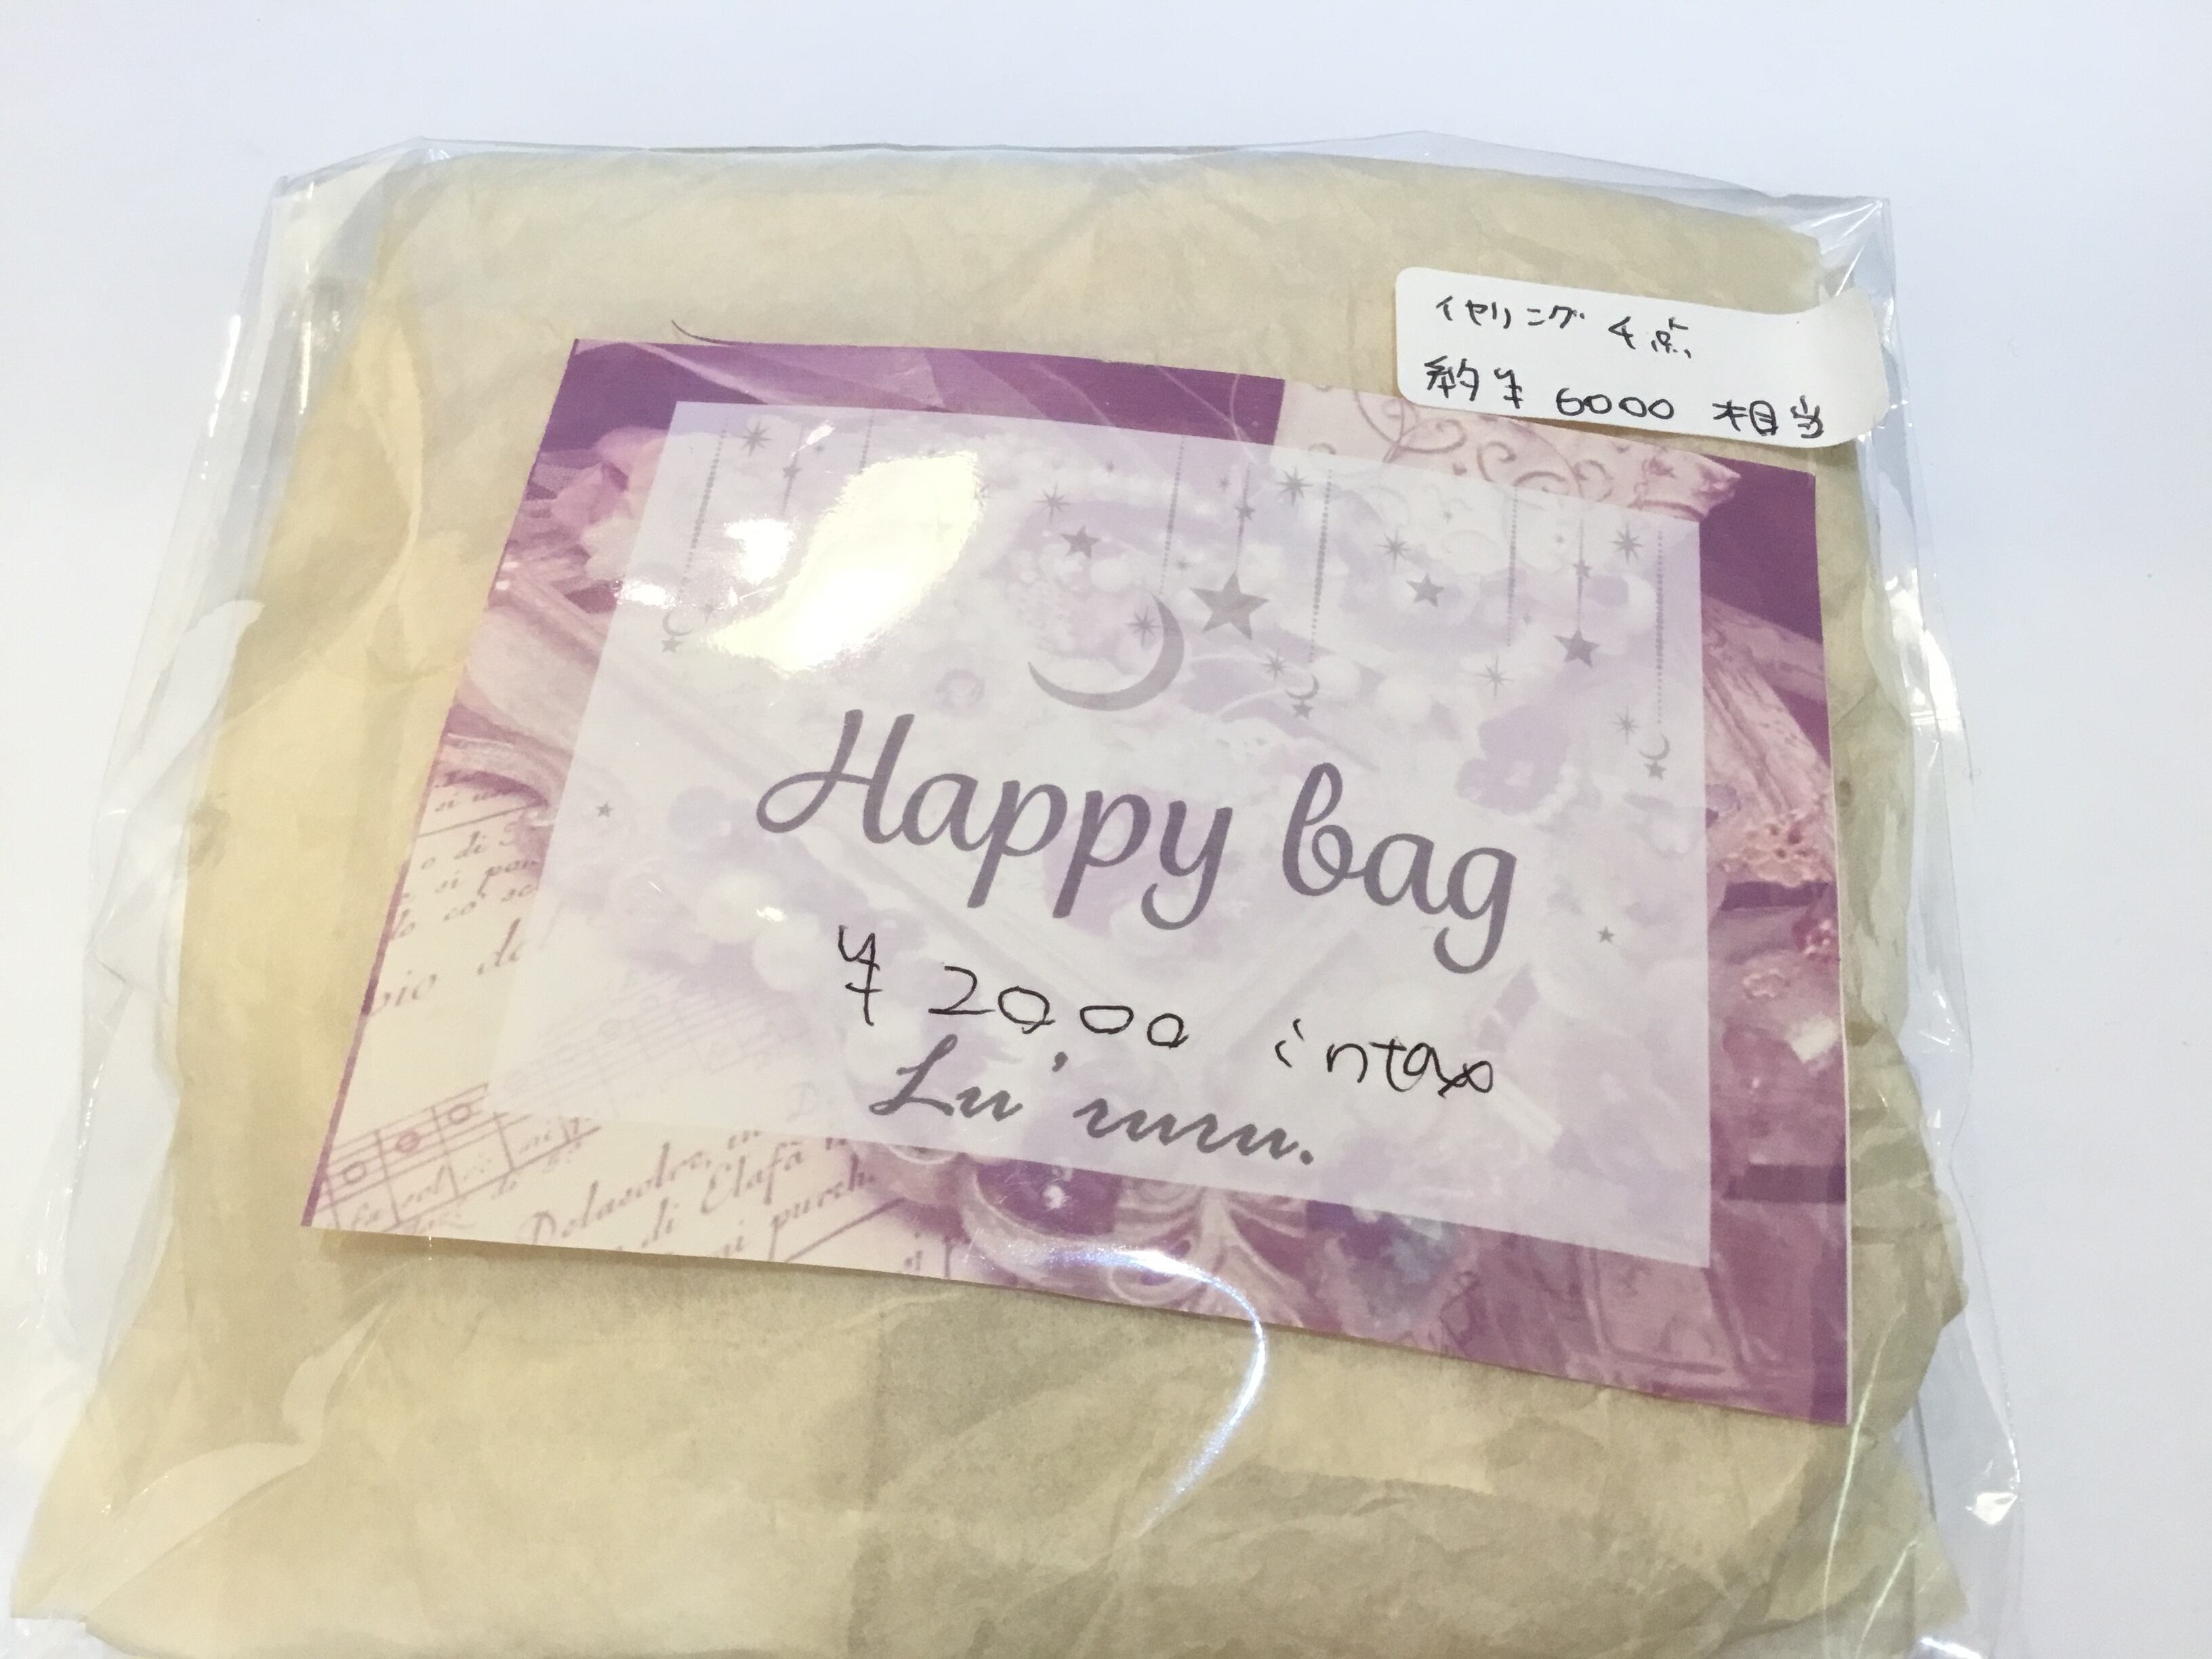 イヤリング 4点
約¥6000 相当
Happy bag
¥2000 intax
Lu'ruru.